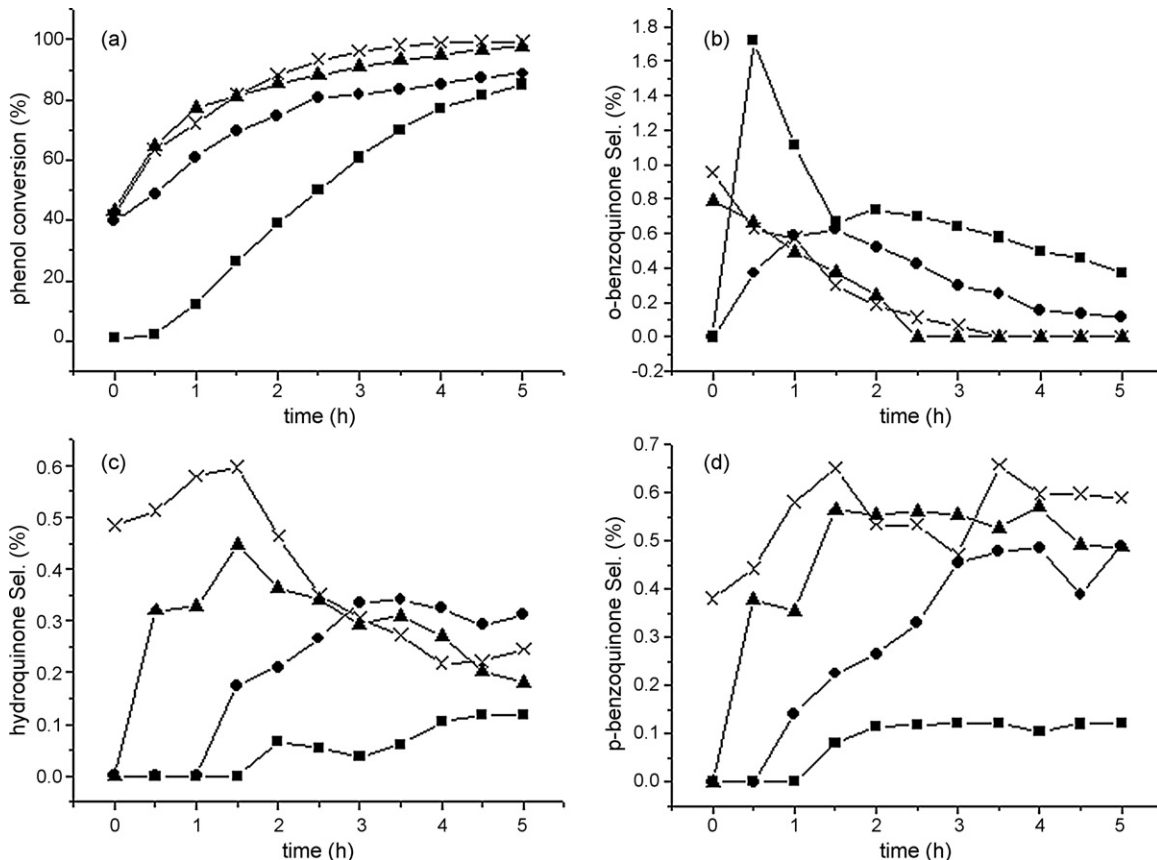 (a)
phenol conversion (%)
100
80
60
40
20
0
0 1 2 3 4 5
time (h)
(b)
o-benzoquinone Sel. (%)
1.8
1.6
1.4
1.2
1.0
0.8
0.6
0.4
0.2
0.0
-0.2
0 1 2 3 4 5
time (h)
(c)
hydroquinone Sel. (%)
0.6
0.5
0.4
0.3
0.2
0.1
0.0
0 1 2 3 4 5
time (h)
(d)
p-benzoquinone Sel. (%)
0.7
0.6
0.5
0.4
0.3
0.2
0.1
0.0
0 1 2 3 4 5
time (h)